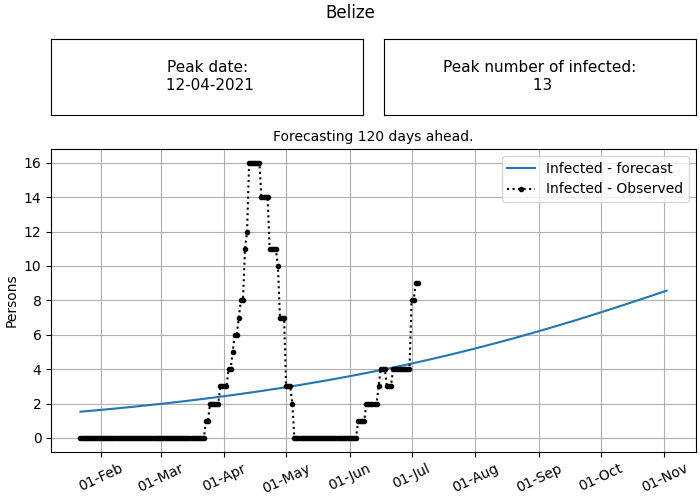 Belize
Peak date:
12-04-2021
Peak number of infected:
13
Forecasting 120 days ahead.
Infected - forecast
Infected - Observed
Persons
16
14
12
10
8
6
4
2
0
01-Feb
01-Mar
01-Apr
01-May
01-Jun
01-Jul
01-Aug
01-Sep
01-Oct
01-Nov